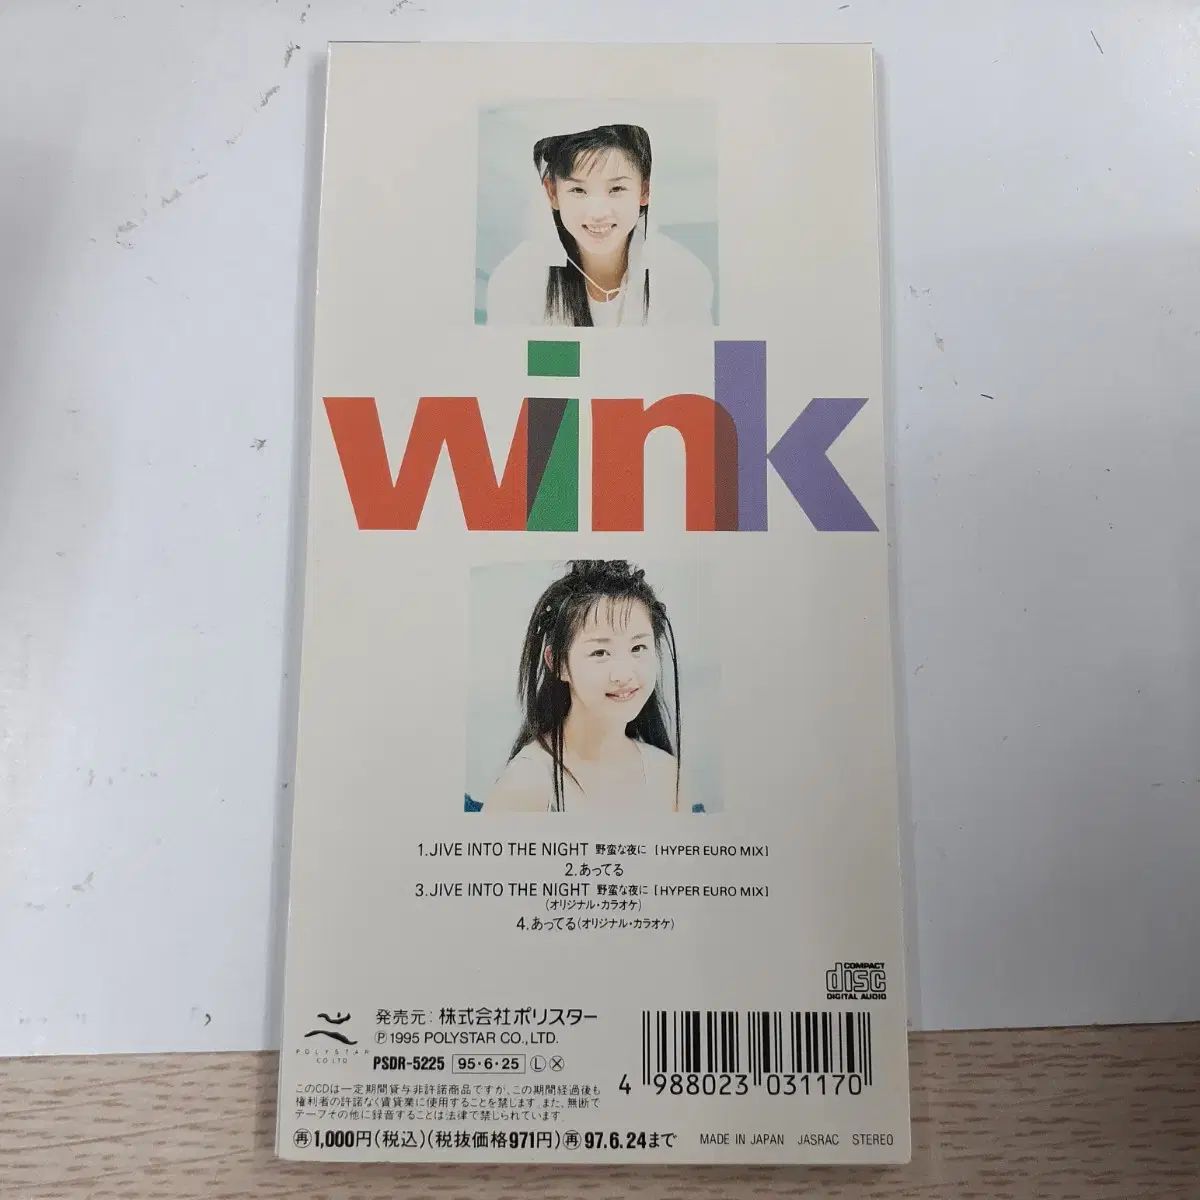 wink
1.JIVE INTO THE NIGHT 野蛮な夜に [HYPER EURO MIX]
2.あってる
3.JIVE INTO THE NIGHT 野蛮な夜に [HYPER EURO MIX]
(オリジナル・カラオケ)
4.あってる(オリジナル・カラオケ)
COMPACT
disc
DIGITAL AUDIO
POLYSTAR
CO.LTD
発売元:株式会社ポリスター
Ⓟ1995 POLYSTAR CO.,LTD.
PSDR-5225 95・6・25 Ⓛ Ⓧ
このCDは一定期間貸与非許諾商品ですが、この期間経過後も
権利者の許諾なく賃貸業に使用することを禁じます。また、無断で
テープその他に録音することは法律で禁じられています。
4 988023 031170
㊢1,000円(税込)(税抜価格971円)㊢97.6.24まで
MADE IN JAPAN JASRAC STEREO